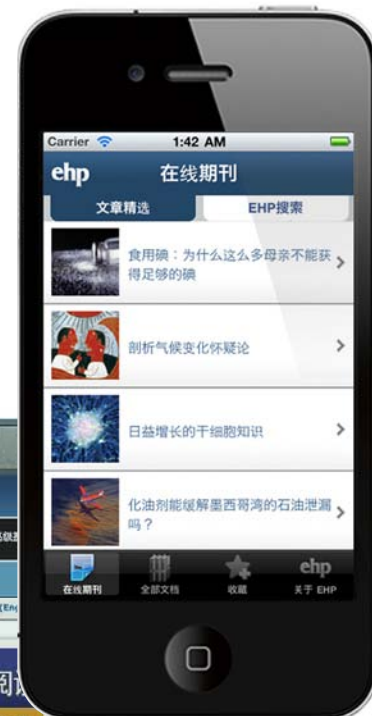 Carrier
1:42 AM
ehp
在线期刊
文章精选
EHP搜索
食用碘：为什么这么多母亲不能获
得足够的碘
剖析气候变化怀疑论
日益增长的干细胞知识
化油剂能缓解墨西哥湾的石油泄漏
吗？
在线期刊
全部文档
收藏
ehp
关于 EHP
(Eng
阅